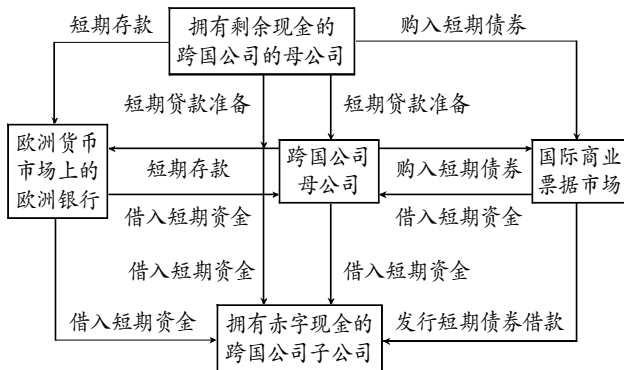 短期存款
拥有剩余现金的
跨国公司的母公司
购入短期债券
短期贷款准备
短期贷款准备
欧洲货币
市场上的
欧洲银行
短期存款
跨国公司
母公司
购入短期债券
国际商业
票据市场
借入短期资金
借入短期资金
借入短期资金
借入短期资金
借入短期资金
拥有赤字现金的
跨国公司子公司
发行短期债券借款